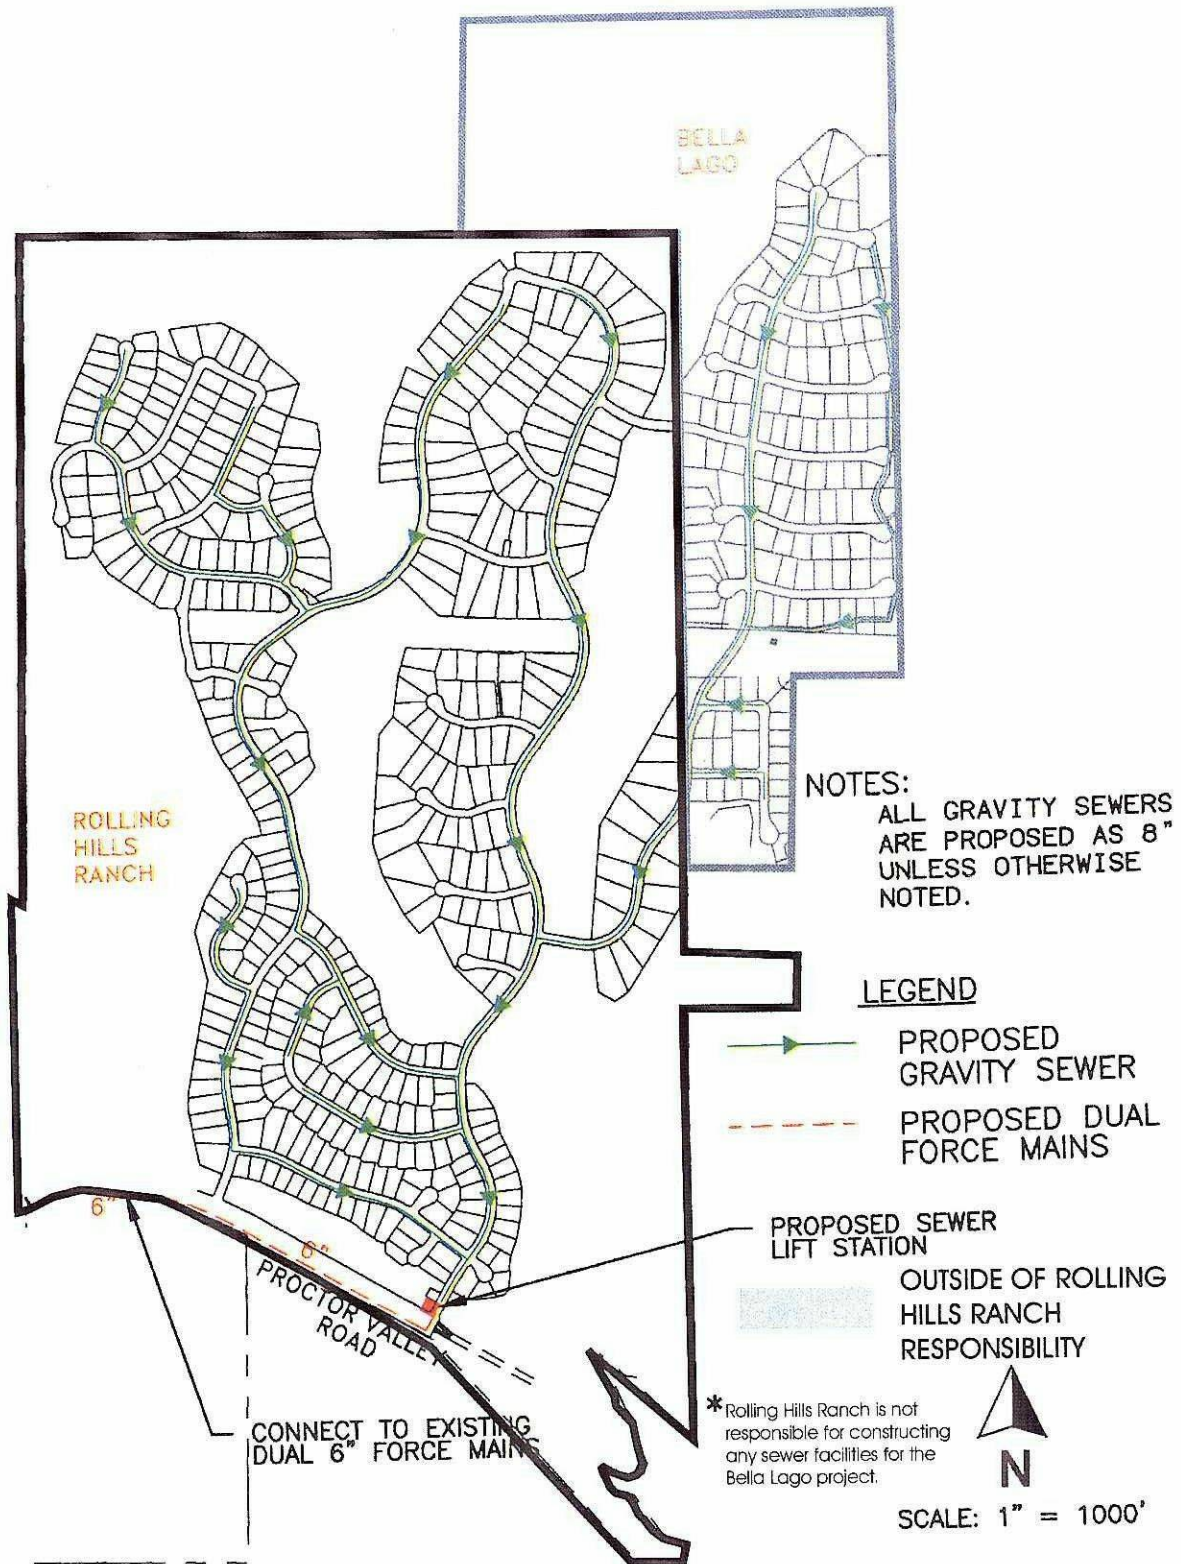 BELLA
LAGO
ROLLING
HILLS
RANCH
NOTES:
ALL GRAVITY SEWERS
ARE PROPOSED AS 8"
UNLESS OTHERWISE
NOTED.
LEGEND
PROPOSED
GRAVITY SEWER
PROPOSED DUAL
FORCE MAINS
PROPOSED SEWER
LIFT STATION
OUTSIDE OF ROLLING
HILLS RANCH
RESPONSIBILITY
6"
6"
PROCTOR VALLEY
ROAD
CONNECT TO EXISTING
DUAL 6" FORCE MAINS
*Rolling Hills Ranch is not
responsible for constructing
any sewer facilities for the
Bella Lago project.
N
SCALE: 1" = 1000'